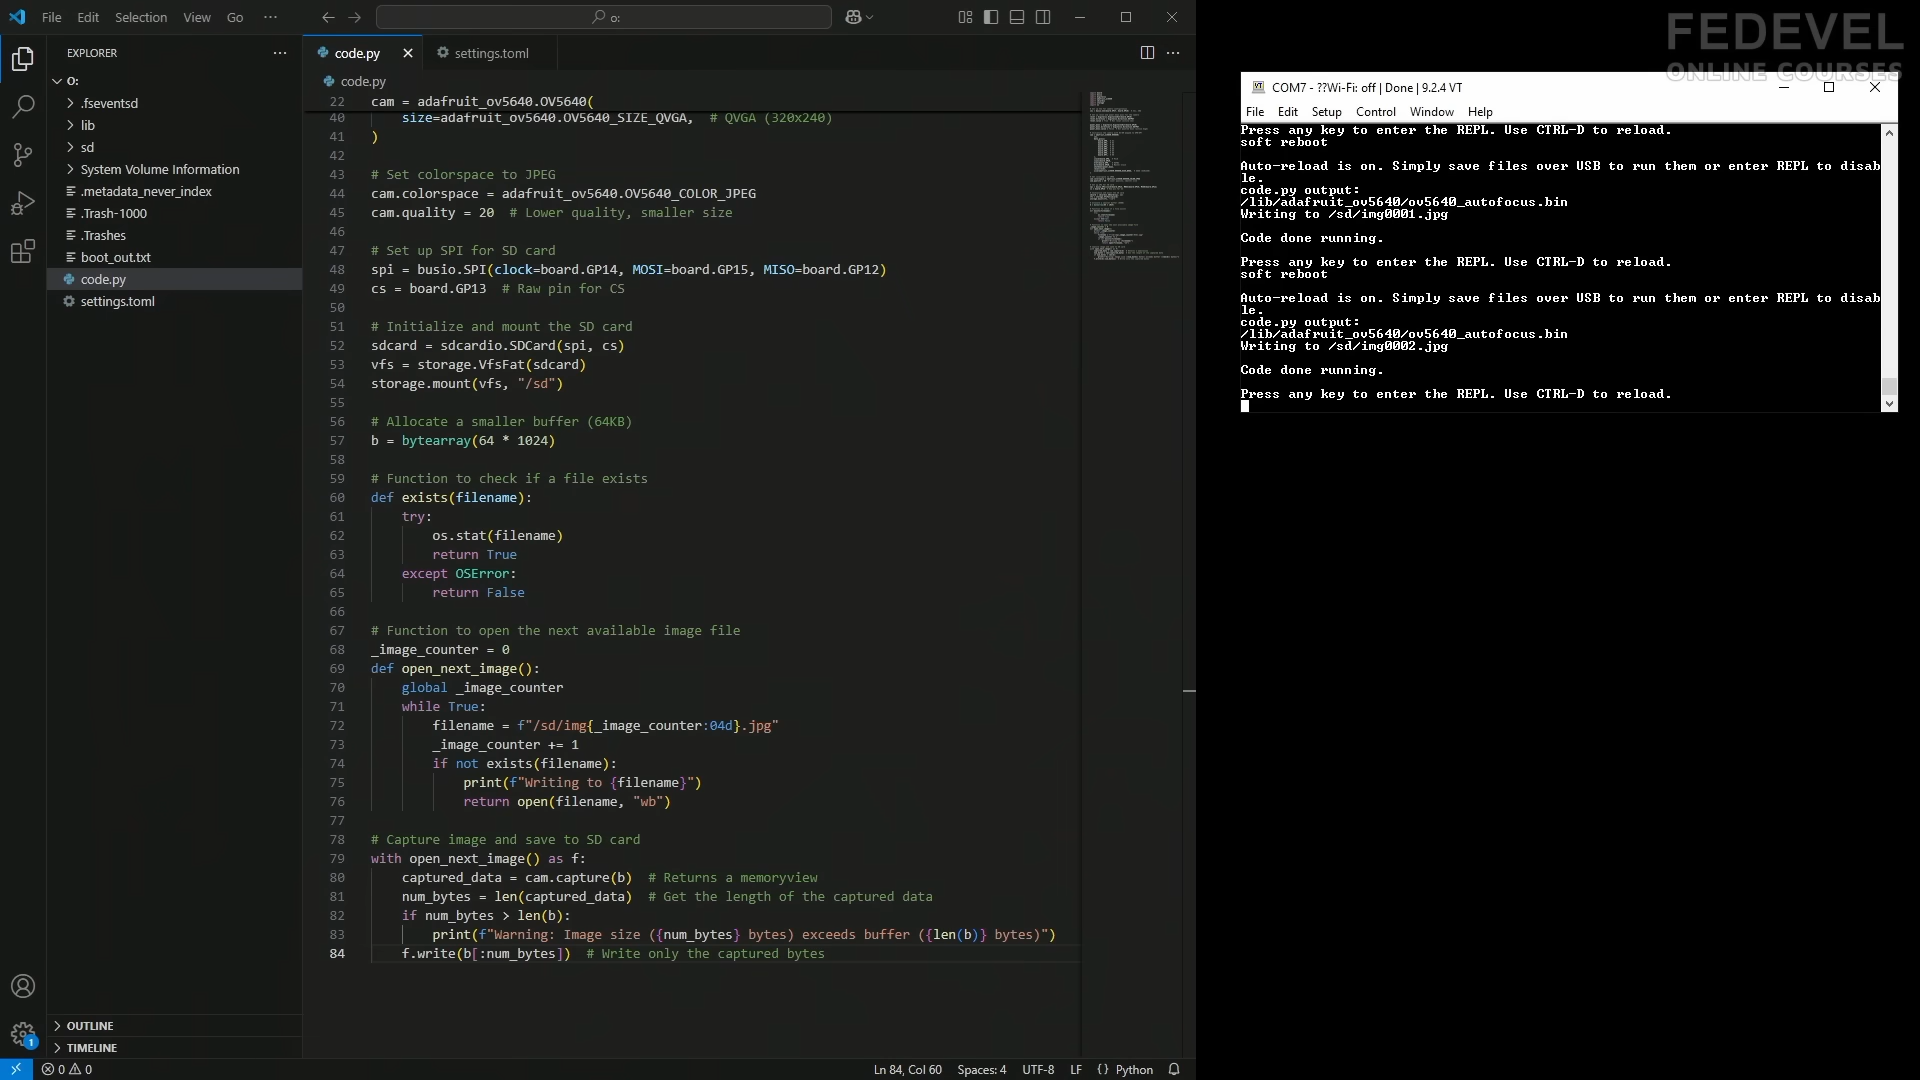 File Edit Selection View Go ···
o:
EXPLORER ···
O:
.fseventsd
lib
sd
System Volume Information
.metadata_never_index
.Trash-1000
.Trashes
boot_out.txt
code.py
settings.toml
OUTLINE
TIMELINE
1
code.py
settings.toml
code.py
22 cam = adafruit_ov5640.OV5640(
40 size=adafruit_ov5640.OV5640_SIZE_QVGA, # QVGA (320x240)
41 )
42
43 # Set colorspace to JPEG
44 cam.colorspace = adafruit_ov5640.OV5640_COLOR_JPEG
45 cam.quality = 20 # Lower quality, smaller size
46
47 # Set up SPI for SD card
48 spi = busio.SPI(clock=board.GP14, MOSI=board.GP15, MISO=board.GP12)
49 cs = board.GP13 # Raw pin for CS
50
51 # Initialize and mount the SD card
52 sdcard = sdcardio.SDCard(spi, cs)
53 vfs = storage.VfsFat(sdcard)
54 storage.mount(vfs, "/sd")
55
56 # Allocate a smaller buffer (64KB)
57 b = bytearray(64 * 1024)
58
59 # Function to check if a file exists
60 def exists(filename):
61 try:
62 os.stat(filename)
63 return True
64 except OSError:
65 return False
66
67 # Function to open the next available image file
68 _image_counter = 0
69 def open_next_image():
70 global _image_counter
71 while True:
72 filename = f"/sd/img{_image_counter:04d}.jpg"
73 _image_counter += 1
74 if not exists(filename):
75 print(f"Writing to {filename}")
76 return open(filename, "wb")
77
78 # Capture image and save to SD card
79 with open_next_image() as f:
80 captured_data = cam.capture(b) # Returns a memoryview
81 num_bytes = len(captured_data) # Get the length of the captured data
82 if num_bytes > len(b):
83 print(f"Warning: Image size ({num_bytes} bytes) exceeds buffer ({len(b)} bytes)")
84 f.write(b[:num_bytes]) # Write only the captured bytes
0 0
Ln 84, Col 60 Spaces: 4 UTF-8 LF {} Python
FEDEVEL
ONLINE COURSES
COM7 - ??Wi-Fi: off | Done | 9.2.4 VT
File Edit Setup Control Window Help
Press any key to enter the REPL. Use CTRL-D to reload.
soft reboot
Auto-reload is on. Simply save files over USB to run them or enter REPL to disab
le.
code.py output:
/lib/adafruit_ov5640/ov5640_autofocus.bin
Writing to /sd/img0001.jpg
Code done running.
Press any key to enter the REPL. Use CTRL-D to reload.
soft reboot
Auto-reload is on. Simply save files over USB to run them or enter REPL to disab
le.
code.py output:
/lib/adafruit_ov5640/ov5640_autofocus.bin
Writing to /sd/img0002.jpg
Code done running.
Press any key to enter the REPL. Use CTRL-D to reload.